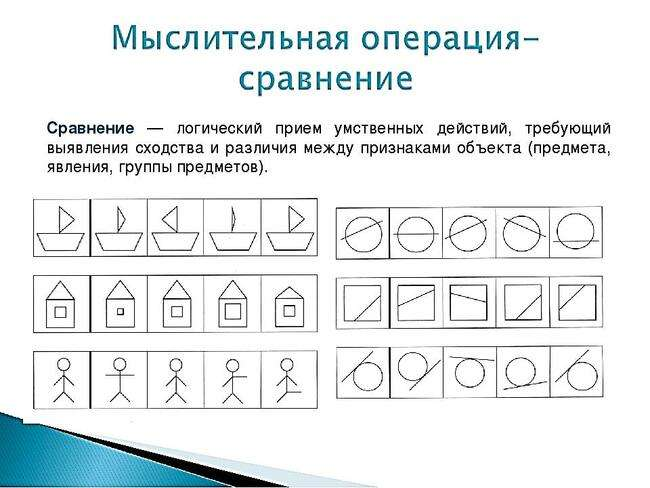 Мыслительная операция-
сравнение
Сравнение — логический прием умственных действий, требующий
выявления сходства и различия между признаками объекта (предмета,
явления, группы предметов).